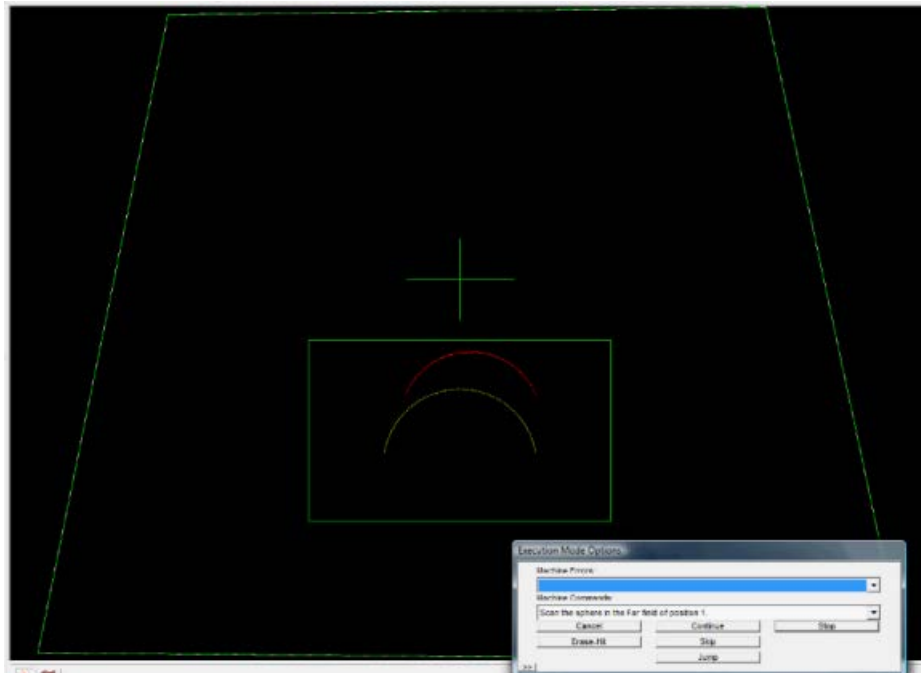 Execution Mode Options
Machine Errors:
Machine Commands:
Scan the sphere in the Far field of position 1.
Cancel Continue Stop
Erase Hit Skip
Jump
>>